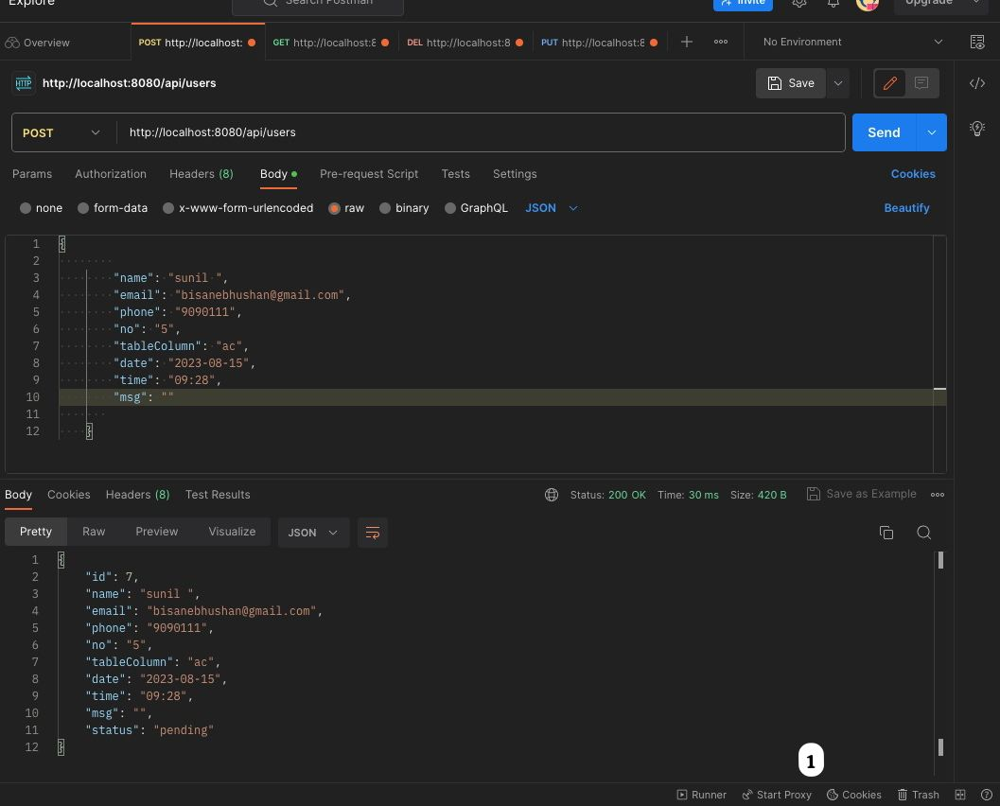 Explore
Search Postman
Invite
Upgrade
Overview
POST http://localhost:
GET http://localhost:8
DEL http://localhost:8
PUT http://localhost:8
No Environment
HTTP
http://localhost:8080/api/users
Save
POST
http://localhost:8080/api/users
Send
Params
Authorization
Headers (8)
Body
Pre-request Script
Tests
Settings
Cookies
none
form-data
x-www-form-urlencoded
raw
binary
GraphQL
JSON
Beautify
1 {
2
3 "name": "sunil ",
4 "email": "bisanebhushan@gmail.com",
5 "phone": "9090111",
6 "no": "5",
7 "tableColumn": "ac",
8 "date": "2023-08-15",
9 "time": "09:28",
10 "msg": ""
11
12 }
Body
Cookies
Headers (8)
Test Results
Status: 200 OK
Time: 30 ms
Size: 420 B
Save as Example
Pretty
Raw
Preview
Visualize
JSON
1 {
2 "id": 7,
3 "name": "sunil ",
4 "email": "bisanebhushan@gmail.com",
5 "phone": "9090111",
6 "no": "5",
7 "tableColumn": "ac",
8 "date": "2023-08-15",
9 "time": "09:28",
10 "msg": "",
11 "status": "pending"
12 }
1
Runner
Start Proxy
Cookies
Trash